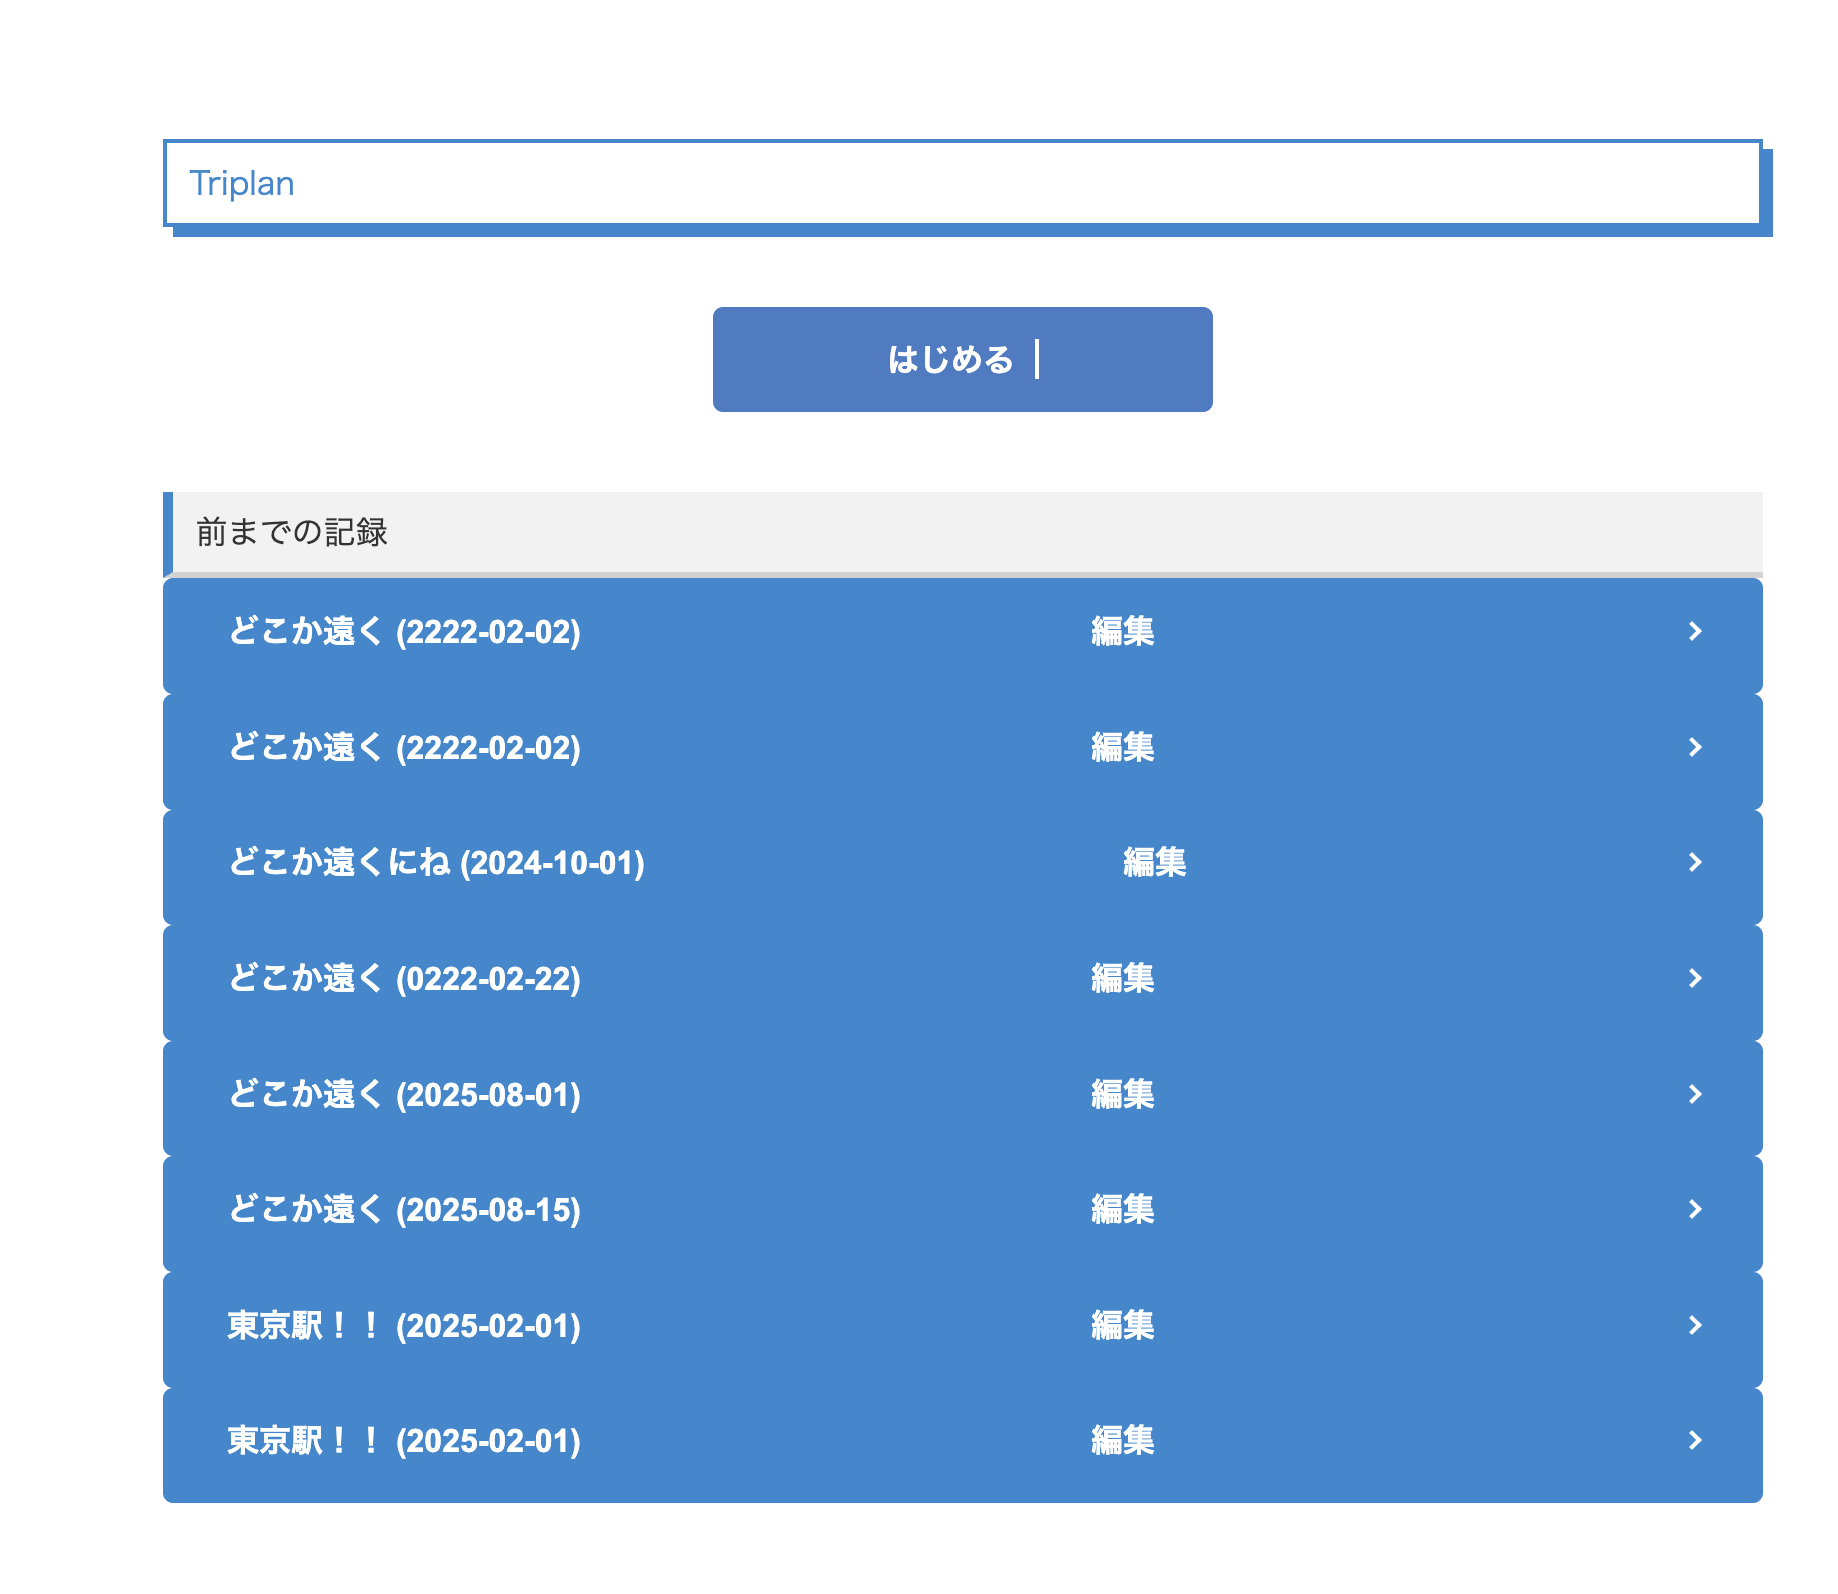 Triplan
はじめる
前までの記録
どこか遠く (2222-02-02) 編集
どこか遠く (2222-02-02) 編集
どこか遠くにね (2024-10-01) 編集
どこか遠く (0222-02-22) 編集
どこか遠く (2025-08-01) 編集
どこか遠く (2025-08-15) 編集
東京駅！！ (2025-02-01) 編集
東京駅！！ (2025-02-01) 編集